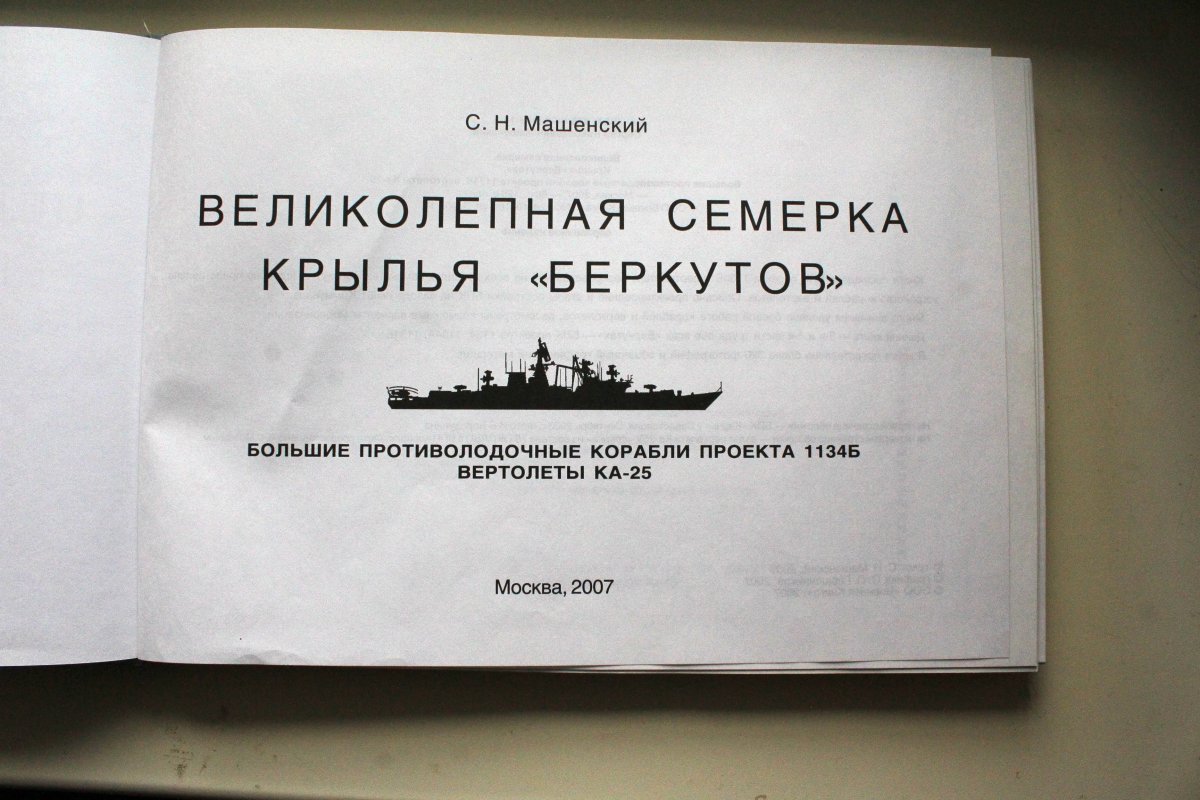 С. Н. Машенский
ВЕЛИКОЛЕПНАЯ СЕМЕРКА
КРЫЛЬЯ «БЕРКУТОВ»
БОЛЬШИЕ ПРОТИВОЛОДОЧНЫЕ КОРАБЛИ ПРОЕКТА 1134Б
ВЕРТОЛЕТЫ КА-25
Москва, 2007